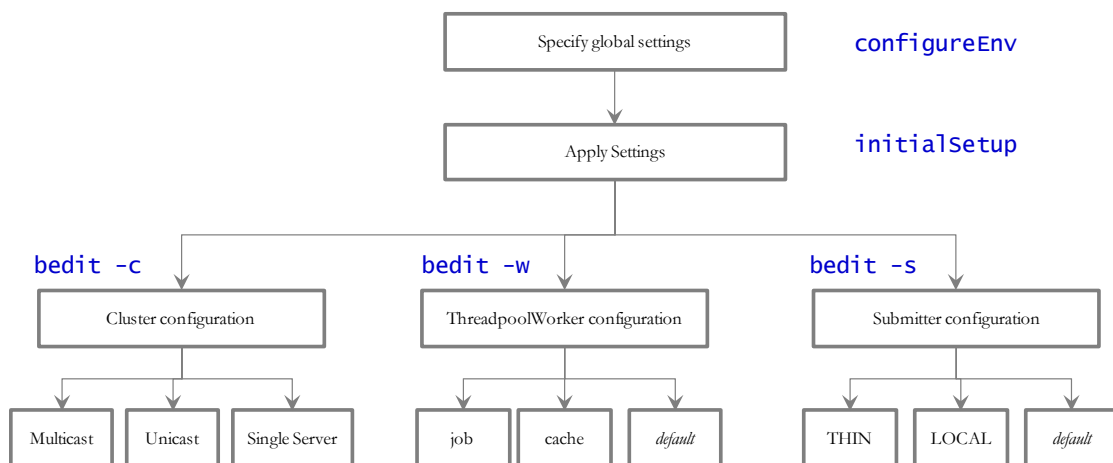 Specify global settings
configureEnv
Apply Settings
initialSetup
bedit -c
bedit -w
bedit -s
Cluster configuration
ThreadpoolWorker configuration
Submitter configuration
Multicast
Unicast
Single Server
job
cache
default
THIN
LOCAL
default